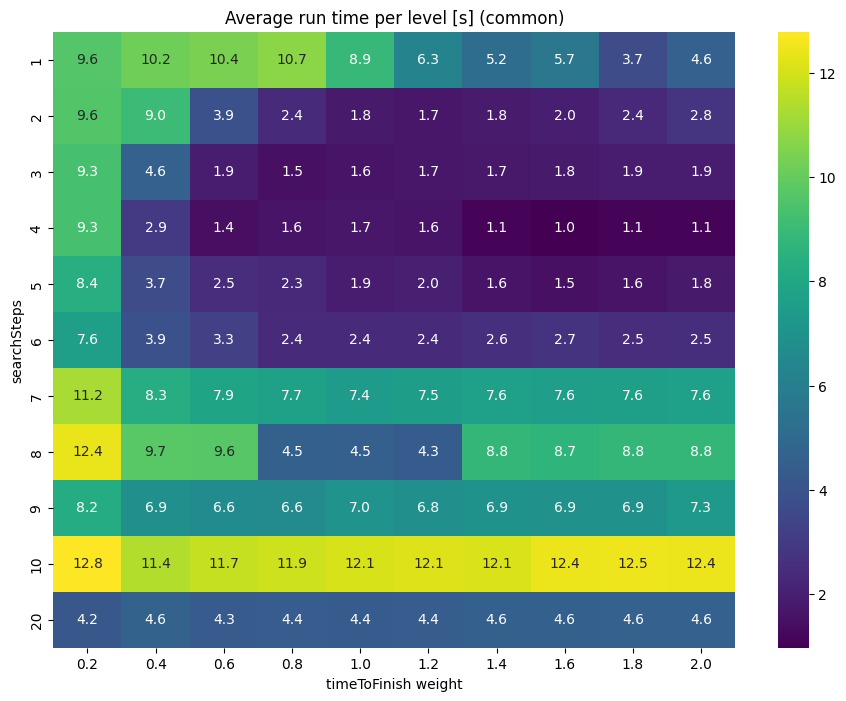 Average run time per level [s] (common)
searchSteps
1 9.6 10.2 10.4 10.7 8.9 6.3 5.2 5.7 3.7 4.6
2 9.6 9.0 3.9 2.4 1.8 1.7 1.8 2.0 2.4 2.8
3 9.3 4.6 1.9 1.5 1.6 1.7 1.7 1.8 1.9 1.9
4 9.3 2.9 1.4 1.6 1.7 1.6 1.1 1.0 1.1 1.1
5 8.4 3.7 2.5 2.3 1.9 2.0 1.6 1.5 1.6 1.8
6 7.6 3.9 3.3 2.4 2.4 2.4 2.6 2.7 2.5 2.5
7 11.2 8.3 7.9 7.7 7.4 7.5 7.6 7.6 7.6 7.6
8 12.4 9.7 9.6 4.5 4.5 4.3 8.8 8.7 8.8 8.8
9 8.2 6.9 6.6 6.6 7.0 6.8 6.9 6.9 6.9 7.3
10 12.8 11.4 11.7 11.9 12.1 12.1 12.1 12.4 12.5 12.4
20 4.2 4.6 4.3 4.4 4.4 4.4 4.6 4.6 4.6 4.6
0.2 0.4 0.6 0.8 1.0 1.2 1.4 1.6 1.8 2.0
timeToFinish weight
12
10
8
6
4
2